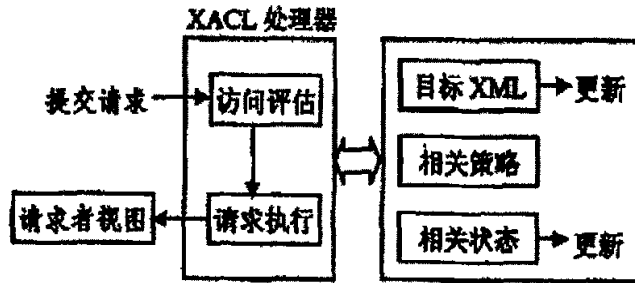 XACL 处理器
提交请求
访问评估
请求者视图
请求执行
目标 XML
更新
相关策略
相关状态
更新